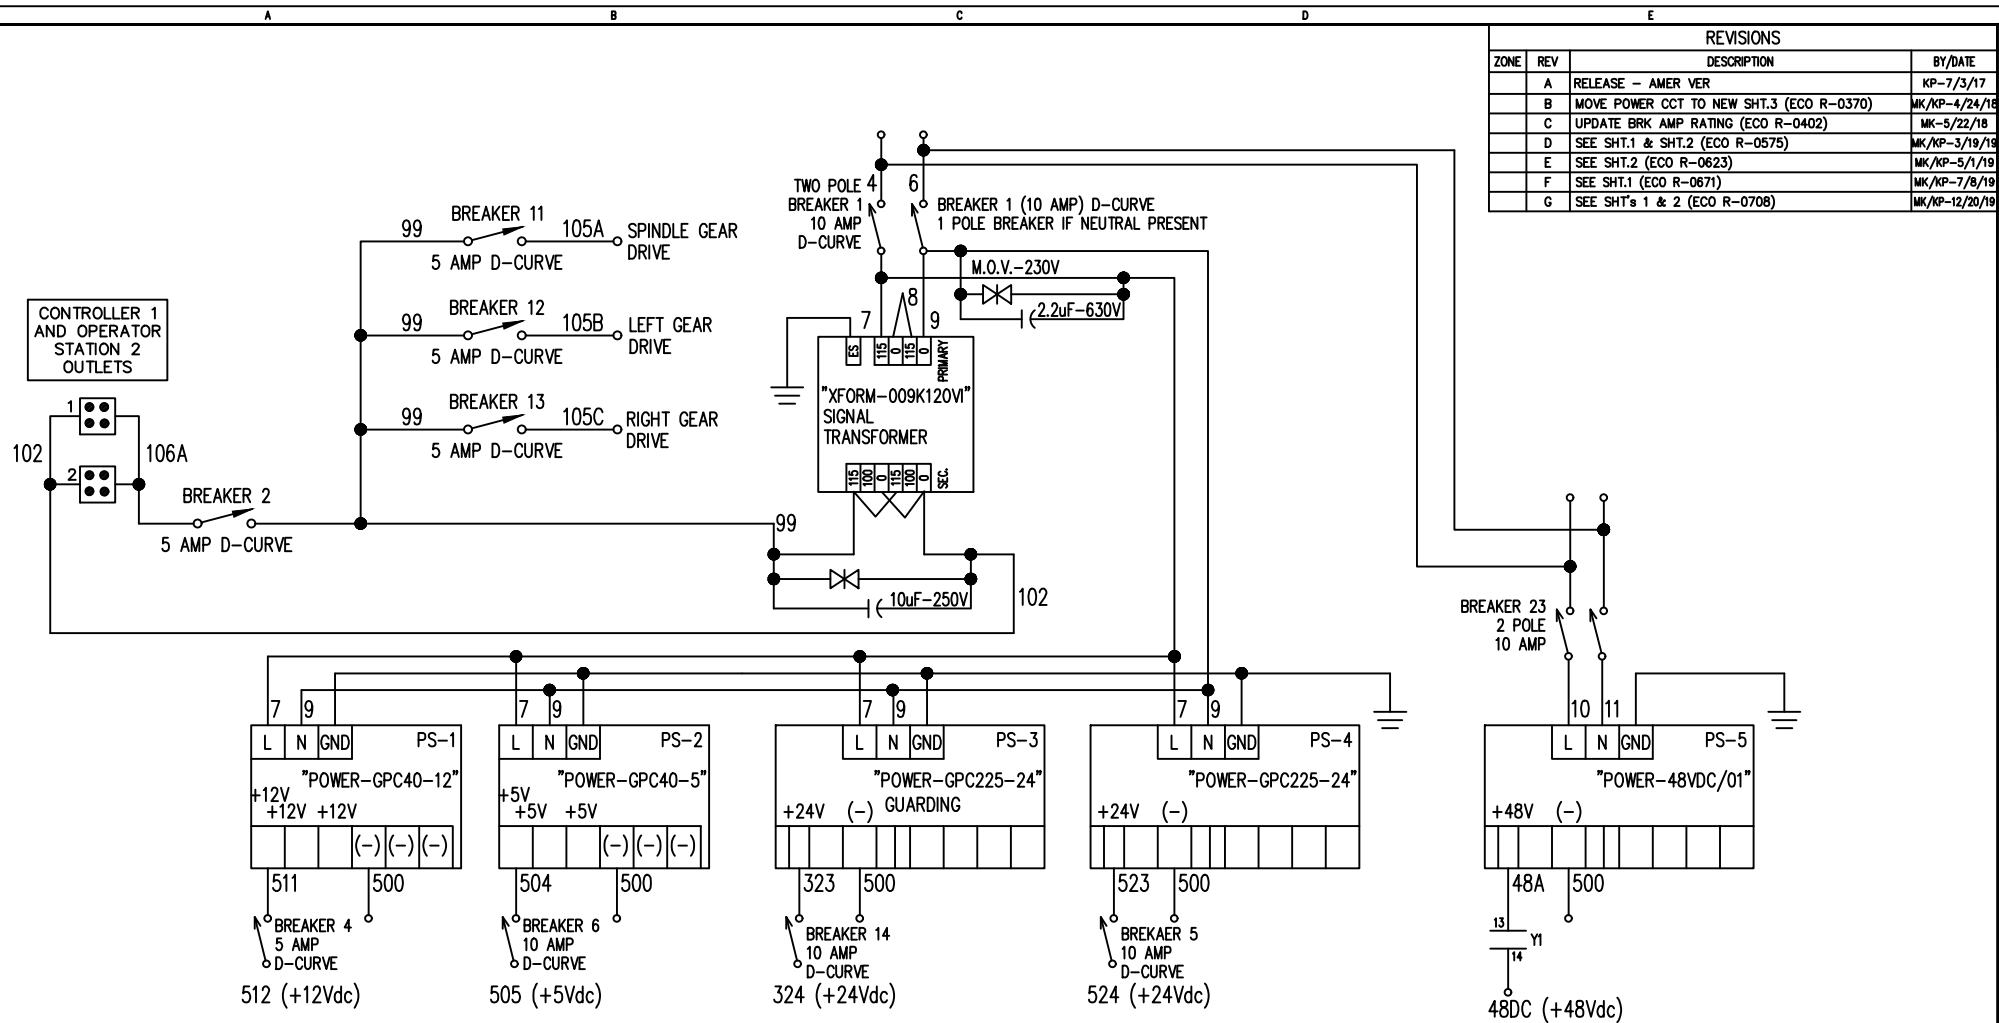 A B C D E
REVISIONS
ZONE REV DESCRIPTION BY/DATE
A RELEASE - AMER VER KP-7/3/17
B MOVE POWER CCT TO NEW SHT.3 (ECO R-0370) MK/KP-4/24/18
C UPDATE BRK AMP RATING (ECO R-0402) MK-5/22/18
D SEE SHT.1 & SHT.2 (ECO R-0575) MK/KP-3/19/19
E SEE SHT.2 (ECO R-0623) MK/KP-5/1/19
F SEE SHT.1 (ECO R-0671) MK/KP-7/8/19
G SEE SHT's 1 & 2 (ECO R-0708) MK/KP-12/20/19
TWO POLE 4
BREAKER 1
10 AMP
D-CURVE
6
BREAKER 1 (10 AMP) D-CURVE
1 POLE BREAKER IF NEUTRAL PRESENT
99 BREAKER 11 105A SPINDLE GEAR
DRIVE
5 AMP D-CURVE
99 BREAKER 12 105B LEFT GEAR
DRIVE
5 AMP D-CURVE
99 BREAKER 13 105C RIGHT GEAR
DRIVE
5 AMP D-CURVE
CONTROLLER 1
AND OPERATOR
STATION 2
OUTLETS
1
102 106A
2
BREAKER 2
5 AMP D-CURVE
M.O.V.-230V
2.2uF-630V
7 8 9
ES 115 0 115 0 PRIMARY
"XFORM-009K120VI"
SIGNAL
TRANSFORMER
115 100 0 115 100 0 SEC.
99
10uF-250V
102
BREAKER 23
2 POLE
10 AMP
7 9
L N GND PS-1
"POWER-GPC40-12"
+12V
+12V +12V
(-) (-) (-)
511 500
BREAKER 4
5 AMP
D-CURVE
512 (+12Vdc)
7 9
L N GND PS-2
"POWER-GPC40-5"
+5V
+5V +5V
(-) (-) (-)
504 500
BREAKER 6
10 AMP
D-CURVE
505 (+5Vdc)
7 9
L N GND PS-3
"POWER-GPC225-24"
+24V (-) GUARDING
323 500
BREAKER 14
10 AMP
D-CURVE
324 (+24Vdc)
7 9
L N GND PS-4
"POWER-GPC225-24"
+24V (-)
523 500
BREKAER 5
10 AMP
D-CURVE
524 (+24Vdc)
10 11
L N GND PS-5
"POWER-48VDC/01"
+48V (-)
48A 500
13
Y1
14
48DC (+48Vdc)